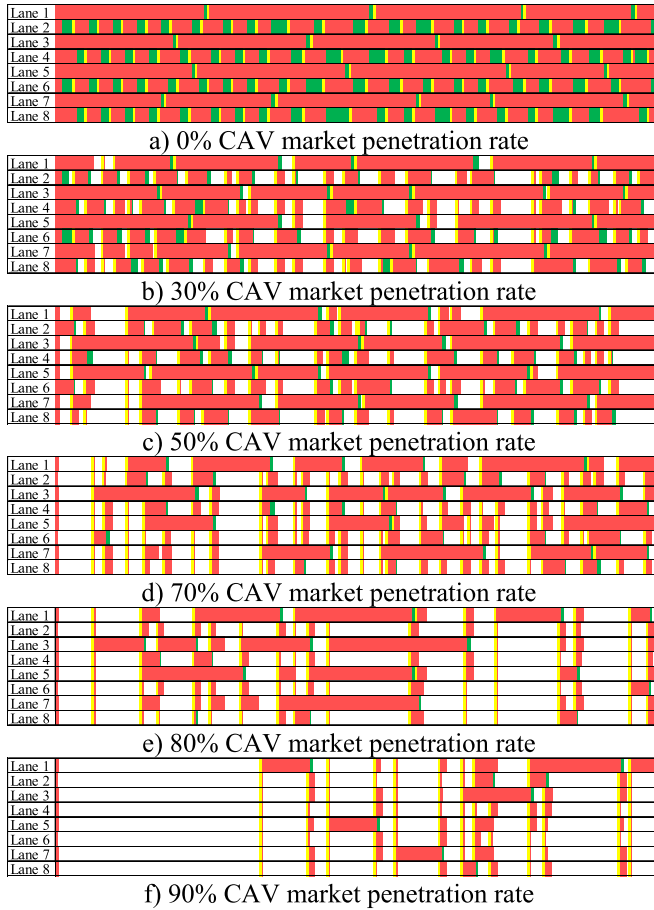 Lane 1
Lane 2
Lane 3
Lane 4
Lane 5
Lane 6
Lane 7
Lane 8
a) 0% CAV market penetration rate
Lane 1
Lane 2
Lane 3
Lane 4
Lane 5
Lane 6
Lane 7
Lane 8
b) 30% CAV market penetration rate
Lane 1
Lane 2
Lane 3
Lane 4
Lane 5
Lane 6
Lane 7
Lane 8
c) 50% CAV market penetration rate
Lane 1
Lane 2
Lane 3
Lane 4
Lane 5
Lane 6
Lane 7
Lane 8
d) 70% CAV market penetration rate
Lane 1
Lane 2
Lane 3
Lane 4
Lane 5
Lane 6
Lane 7
Lane 8
e) 80% CAV market penetration rate
Lane 1
Lane 2
Lane 3
Lane 4
Lane 5
Lane 6
Lane 7
Lane 8
f) 90% CAV market penetration rate